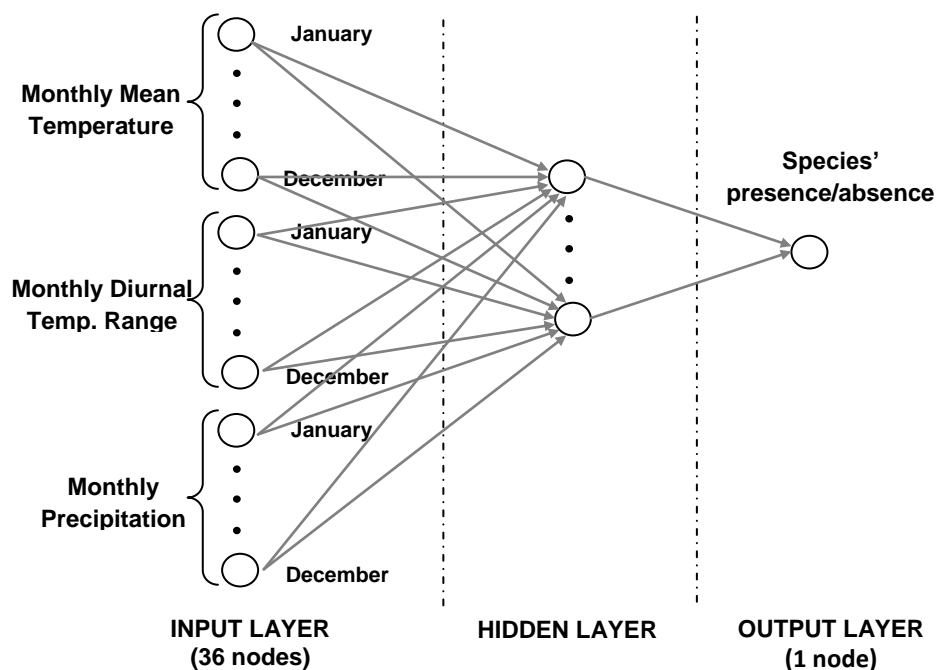 January
Monthly Mean
Temperature
December
Species'
presence/absence
January
Monthly Diurnal
Temp. Range
December
January
Monthly
Precipitation
December
INPUT LAYER
(36 nodes)
HIDDEN LAYER
OUTPUT LAYER
(1 node)